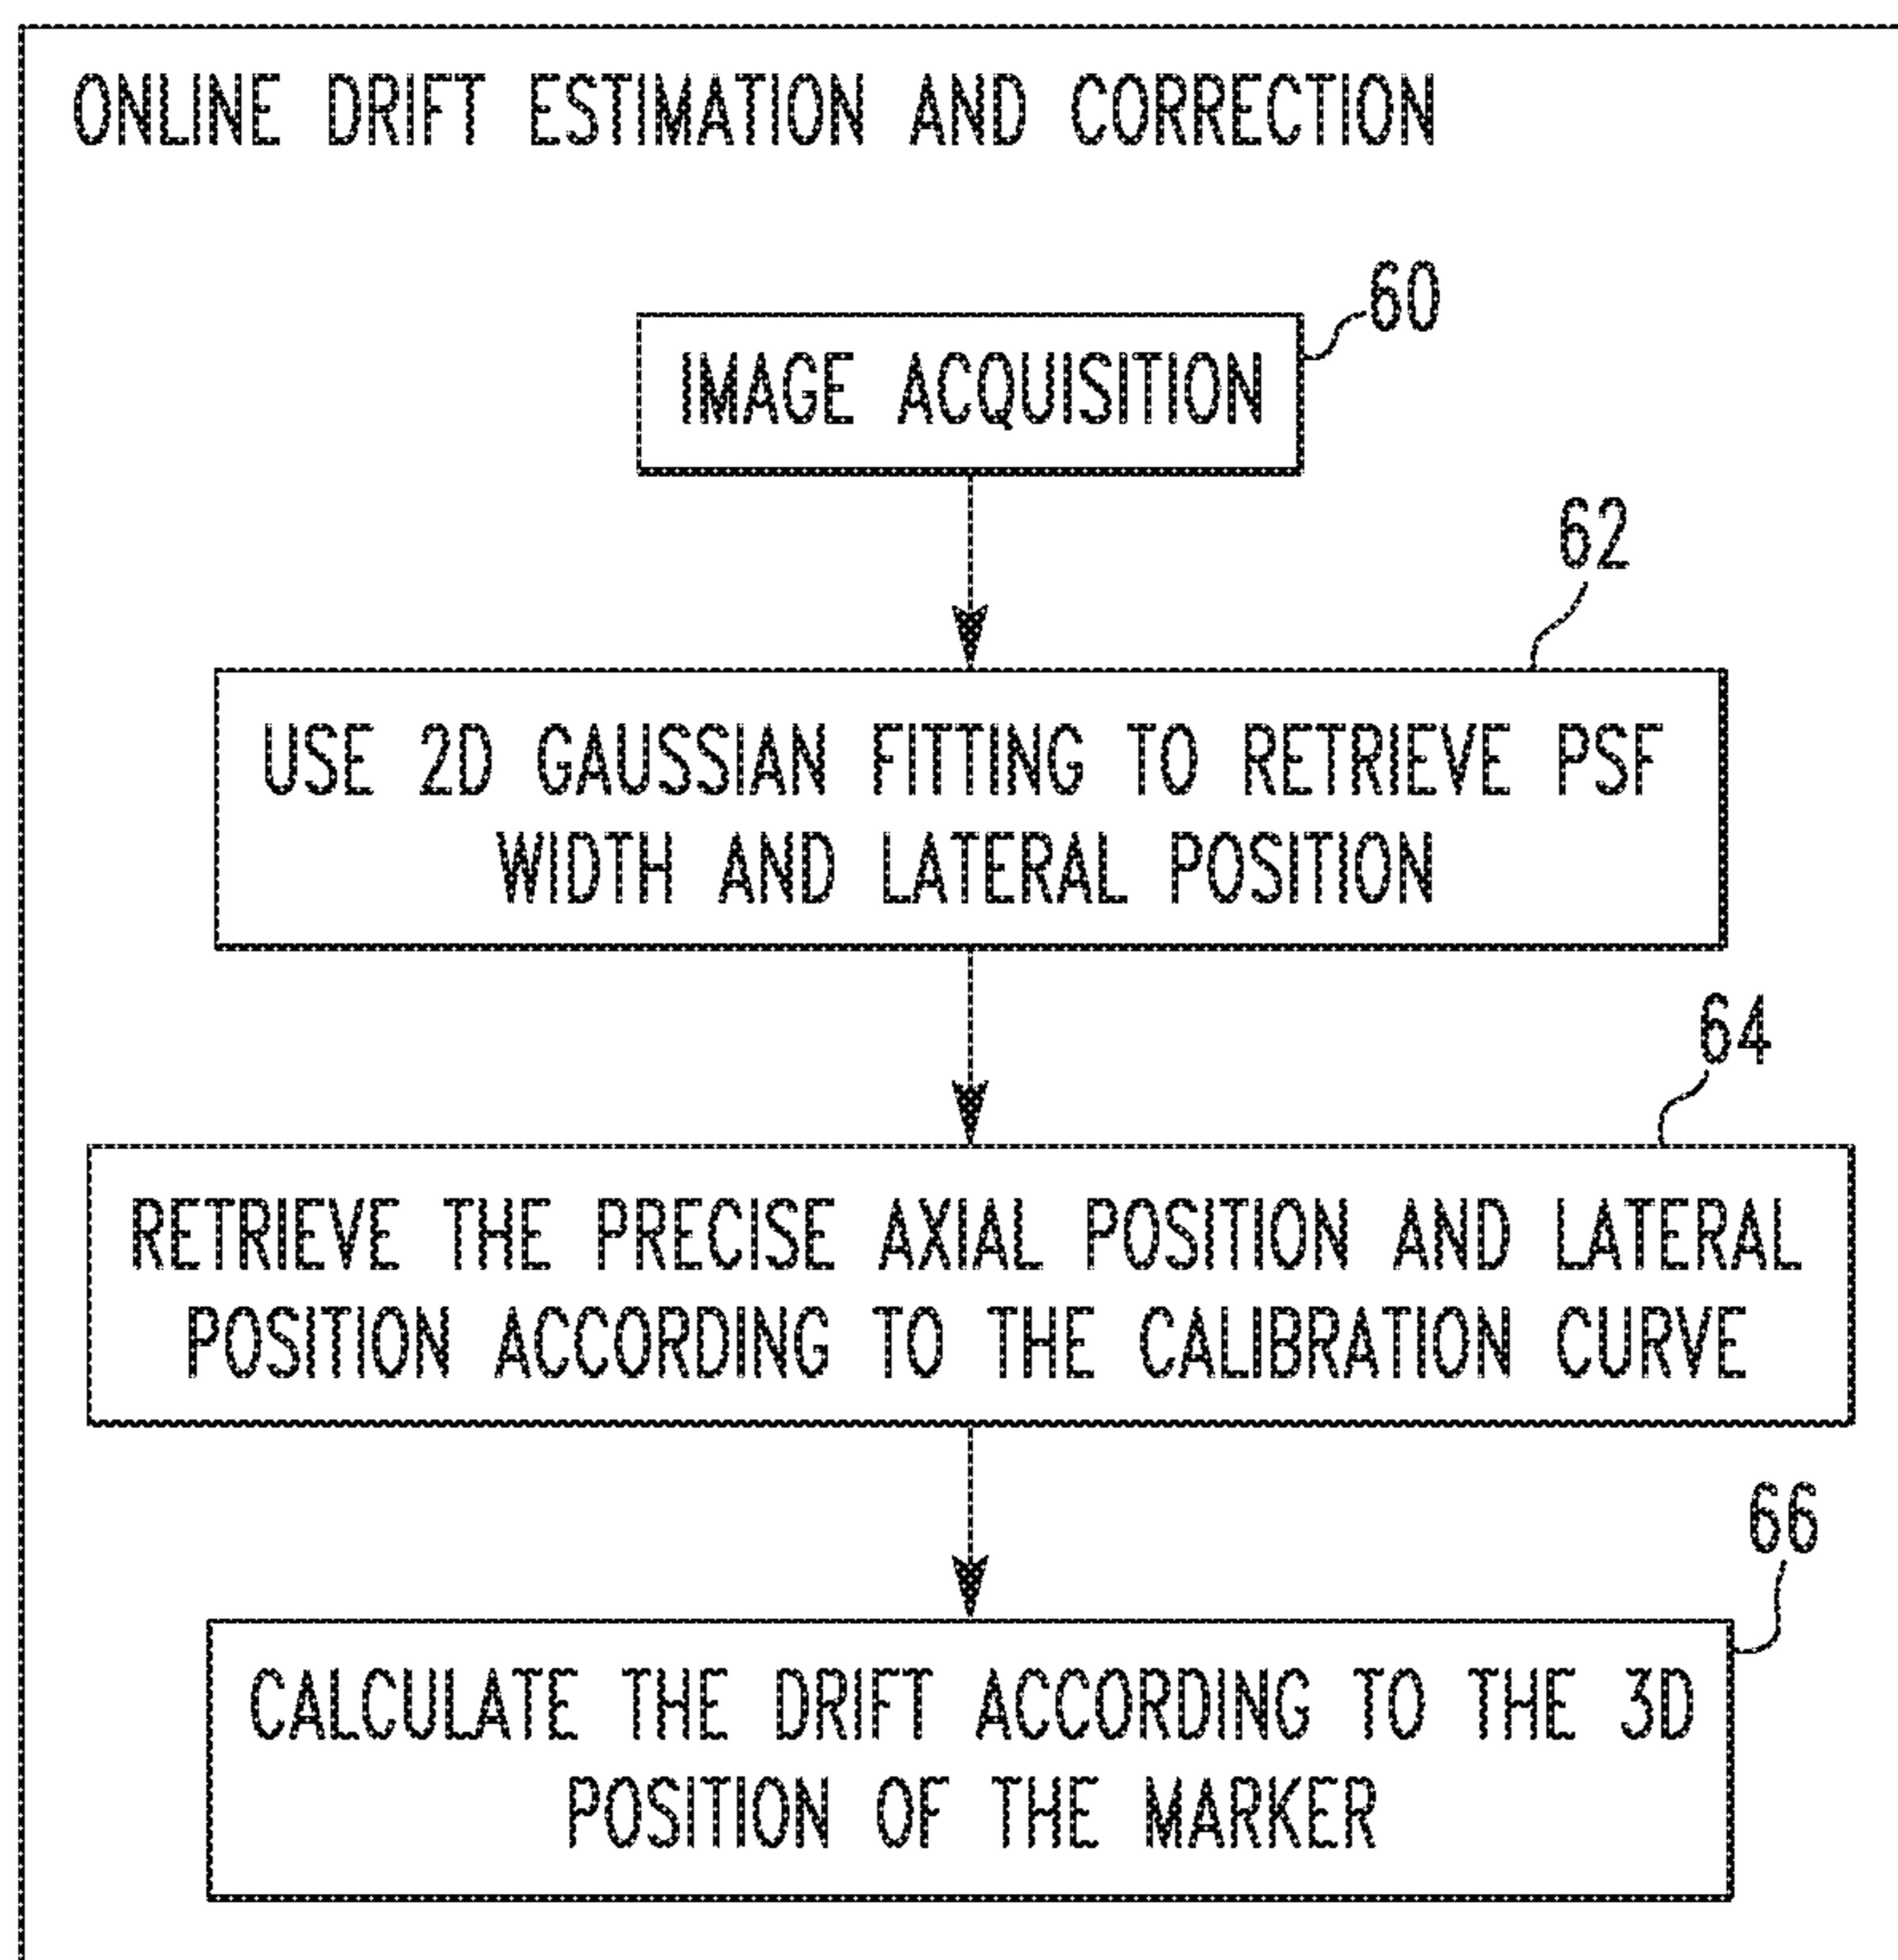 ONLINE DRIFT ESTIMATION AND CORRECTION
60
IMAGE ACQUISITION
62
USE 2D GAUSSIAN FITTING TO RETRIEVE PSF
WIDTH AND LATERAL POSITION
64
RETRIEVE THE PRECISE AXIAL POSITION AND LATERAL
POSITION ACCORDING TO THE CALIBRATION CURVE
66
CALCULATE THE DRIFT ACCORDING TO THE 3D
POSITION OF THE MARKER